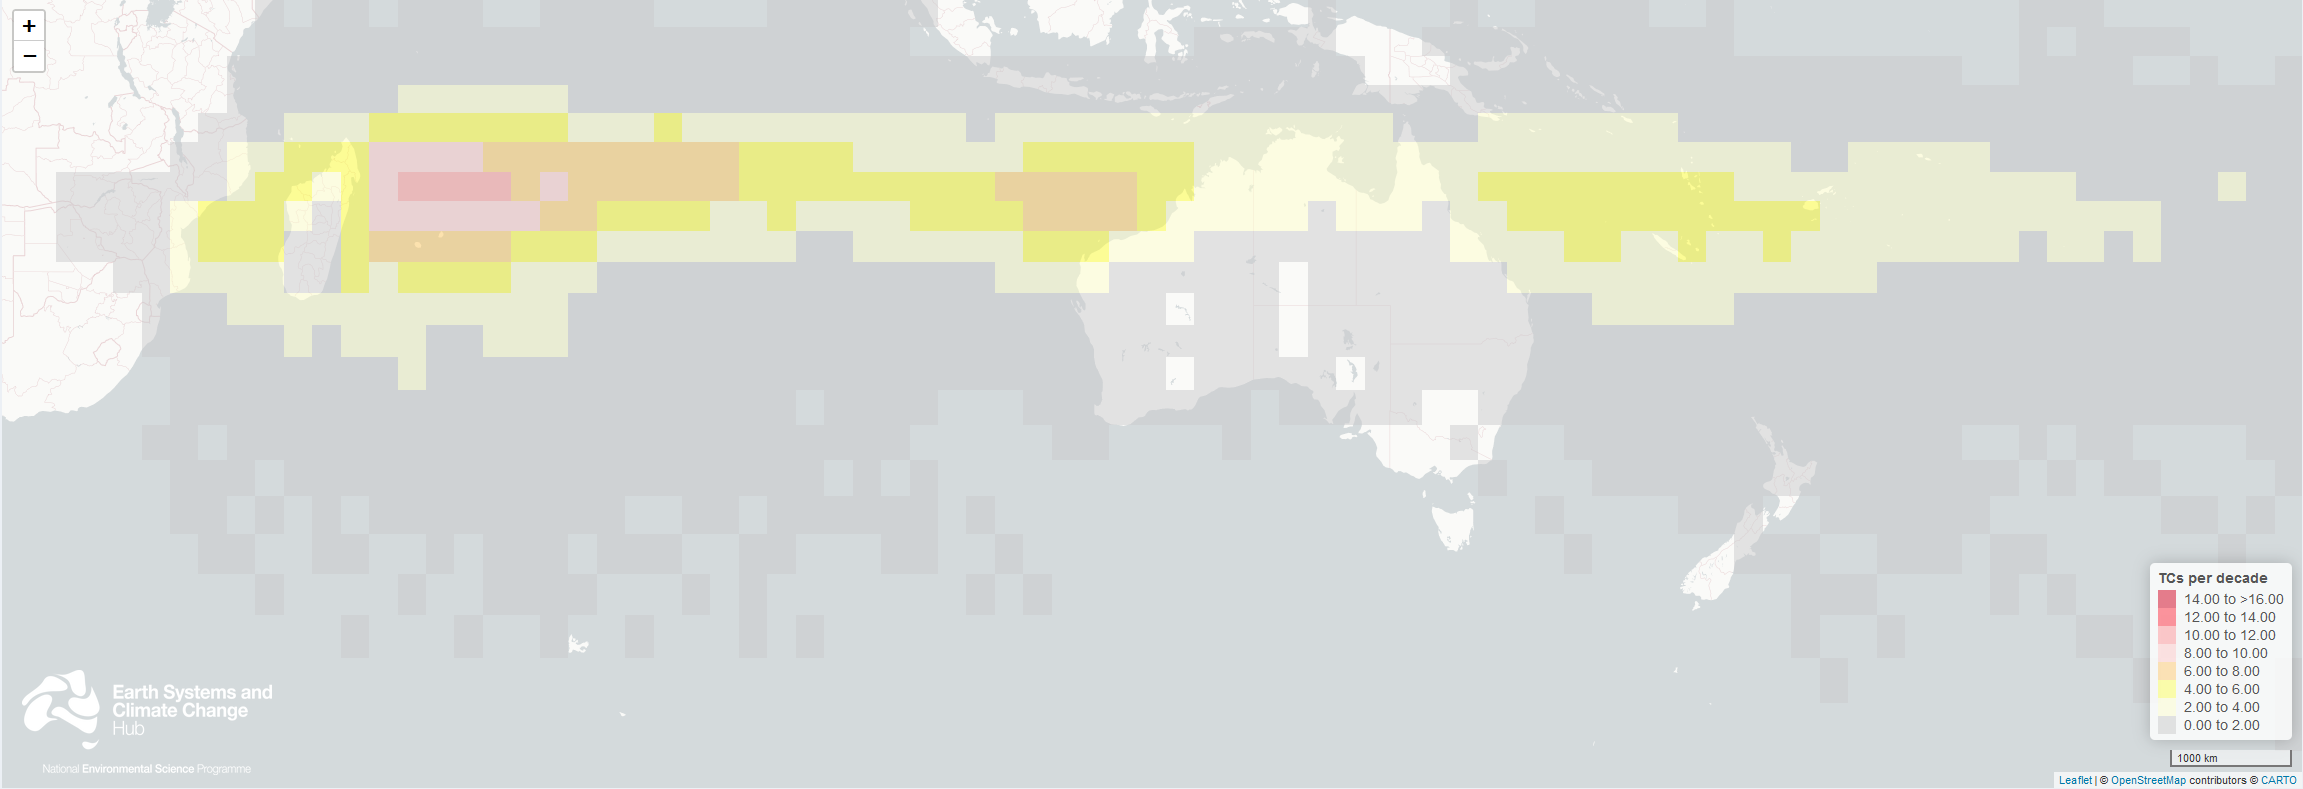 +
−
Earth Systems and
Climate Change
Hub
National Environmental Science Programme
TCs per decade
14.00 to >16.00
12.00 to 14.00
10.00 to 12.00
8.00 to 10.00
6.00 to 8.00
4.00 to 6.00
2.00 to 4.00
0.00 to 2.00
1000 km
Leaflet | © OpenStreetMap contributors © CARTO